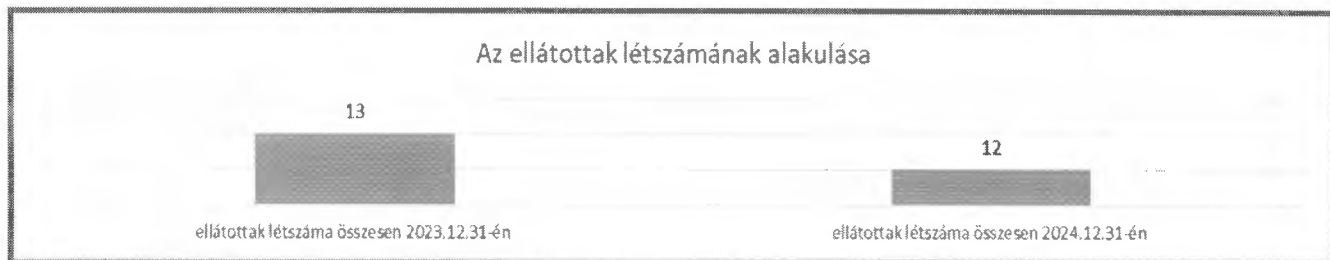 Az ellátottak létszámának alakulása
13
12
ellátottak létszáma összesen 2023.12.31-én
ellátottak létszáma összesen 2024.12.31-én